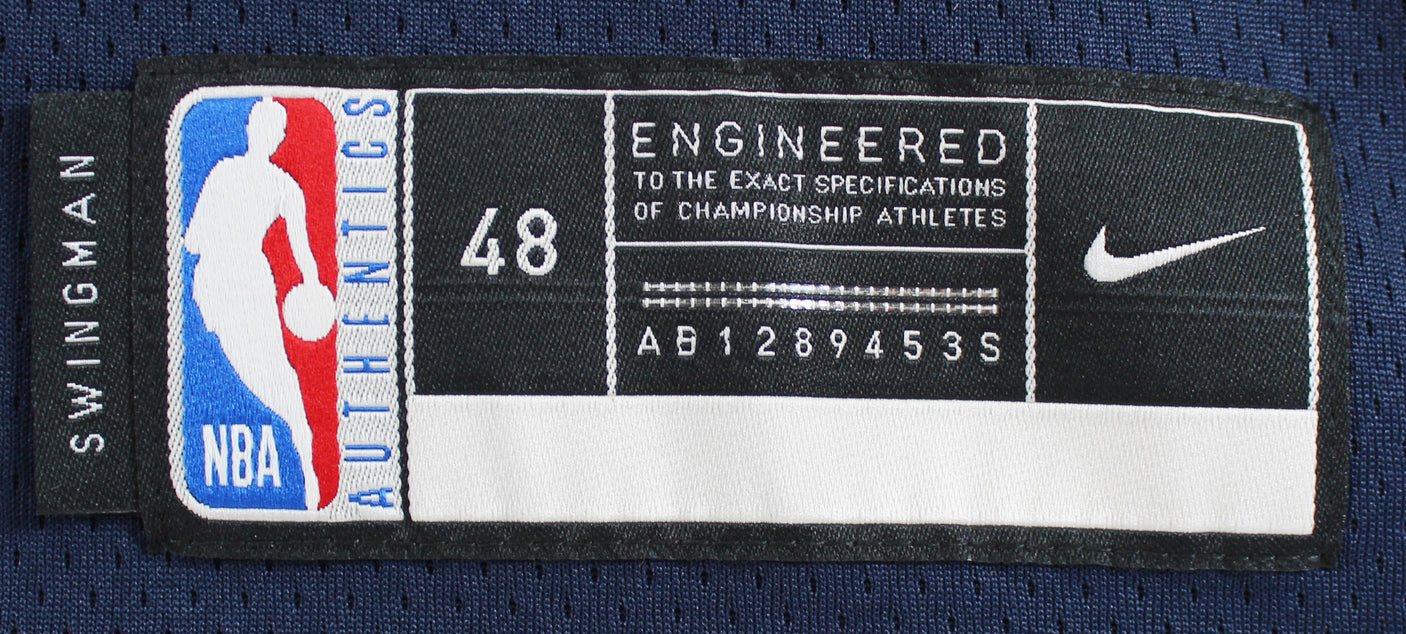 SWINGMAN
NBA
AUTHENTICS
48
ENGINEERED
TO THE EXACT SPECIFICATIONS
OF CHAMPIONSHIP ATHLETES
AB1289453S